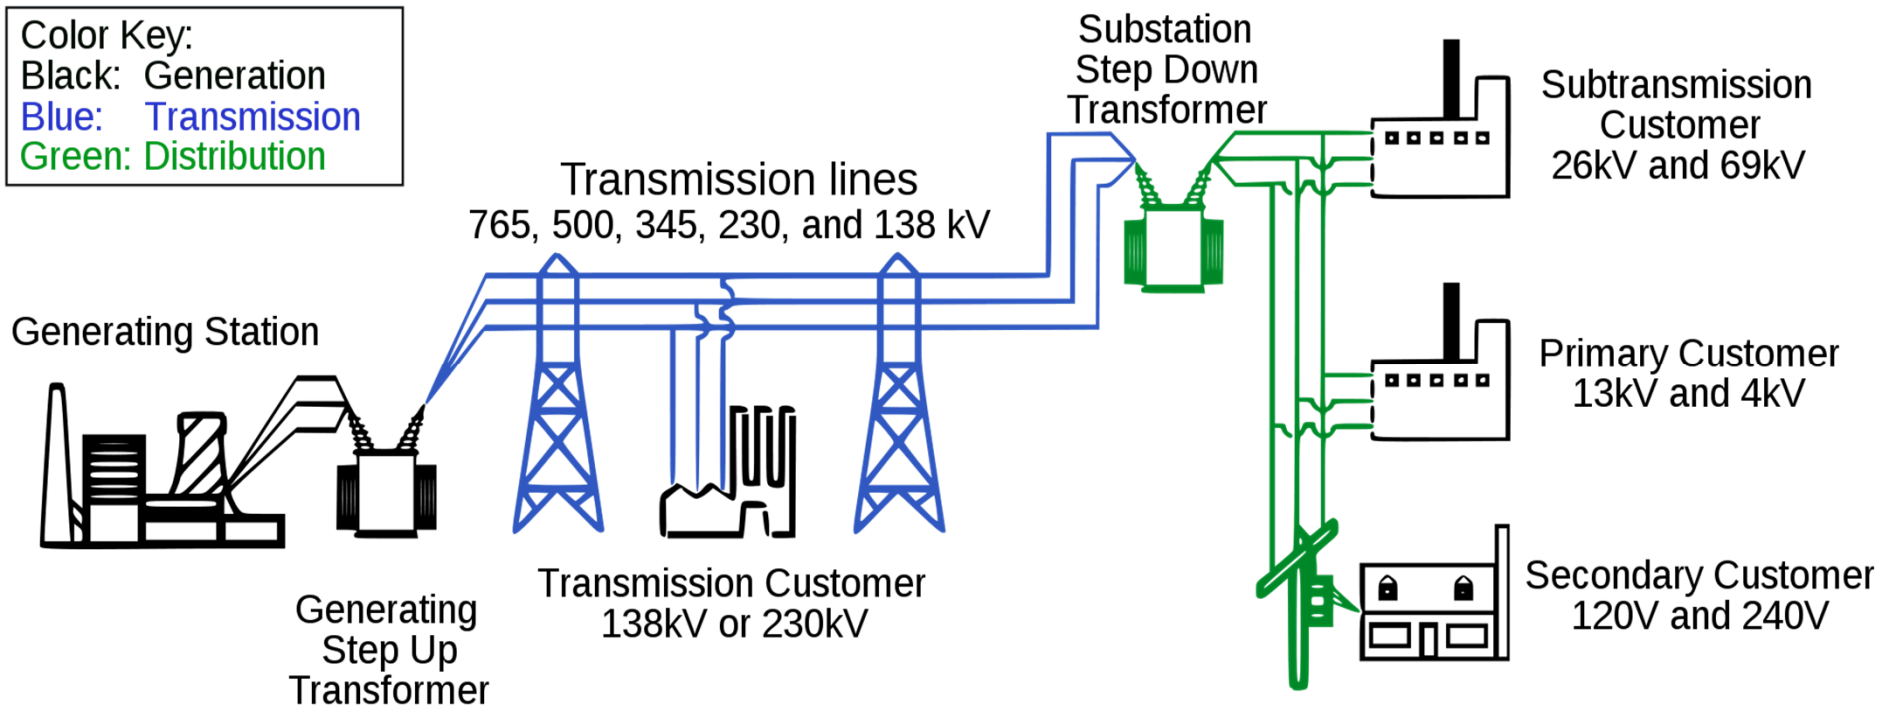 Color Key:
Black: Generation
Blue: Transmission
Green: Distribution
Substation
Step Down
Transformer
Subtransmission
Customer
26kV and 69kV
Transmission lines
765, 500, 345, 230, and 138 kV
Generating Station
Primary Customer
13kV and 4kV
Transmission Customer
138kV or 230kV
Generating
Step Up
Transformer
Secondary Customer
120V and 240V